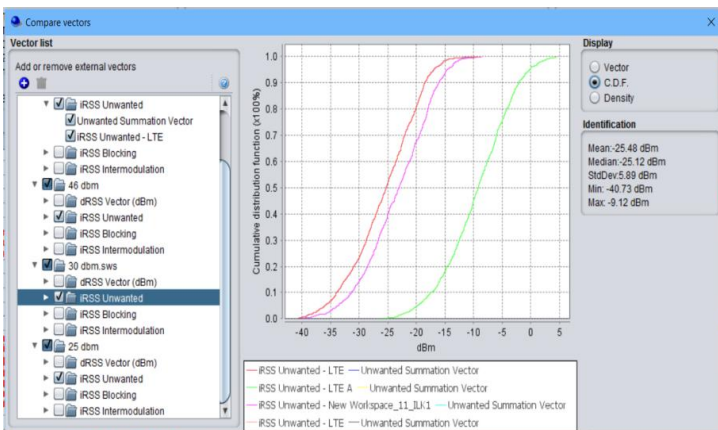 Compare vectors
Vector list
Add or remove external vectors
iRSS Unwanted
Unwanted Summation Vector
iRSS Unwanted - LTE
iRSS Blocking
iRSS Intermodulation
46 dbm
dRSS Vector (dBm)
iRSS Unwanted
iRSS Blocking
iRSS Intermodulation
30 dbm.sws
dRSS Vector (dBm)
iRSS Unwanted
iRSS Blocking
iRSS Intermodulation
25 dbm
dRSS Vector (dBm)
iRSS Unwanted
iRSS Blocking
iRSS Intermodulation
Cumulative distribution function (x100%)
1.0
0.9
0.8
0.7
0.6
0.5
0.4
0.3
0.2
0.1
0.0
-40 -35 -30 -25 -20 -15 -10 -5 0 5
dBm
iRSS Unwanted - LTE Unwanted Summation Vector
iRSS Unwanted - LTE A Unwanted Summation Vector
iRSS Unwanted - New Workspace_11_ILK1 Unwanted Summation Vector
iRSS Unwanted - LTE Unwanted Summation Vector
Display
Vector
C.D.F.
Density
Identification
Mean:-25.48 dBm
Median:-25.12 dBm
StdDev:5.89 dBm
Min: -40.73 dBm
Max: -9.12 dBm